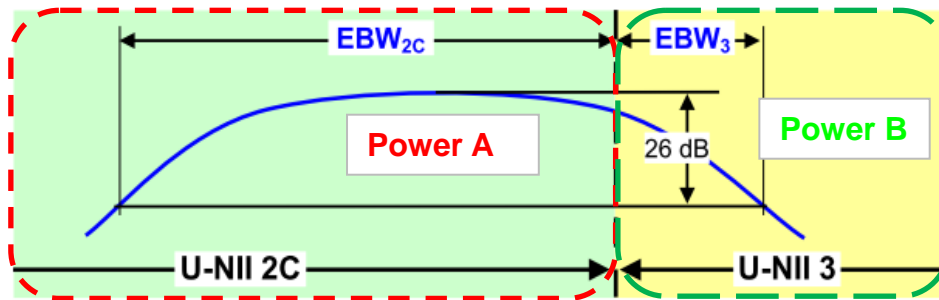 EBW2C
EBW3
Power A
26 dB
Power B
U-NII 2C
U-NII 3